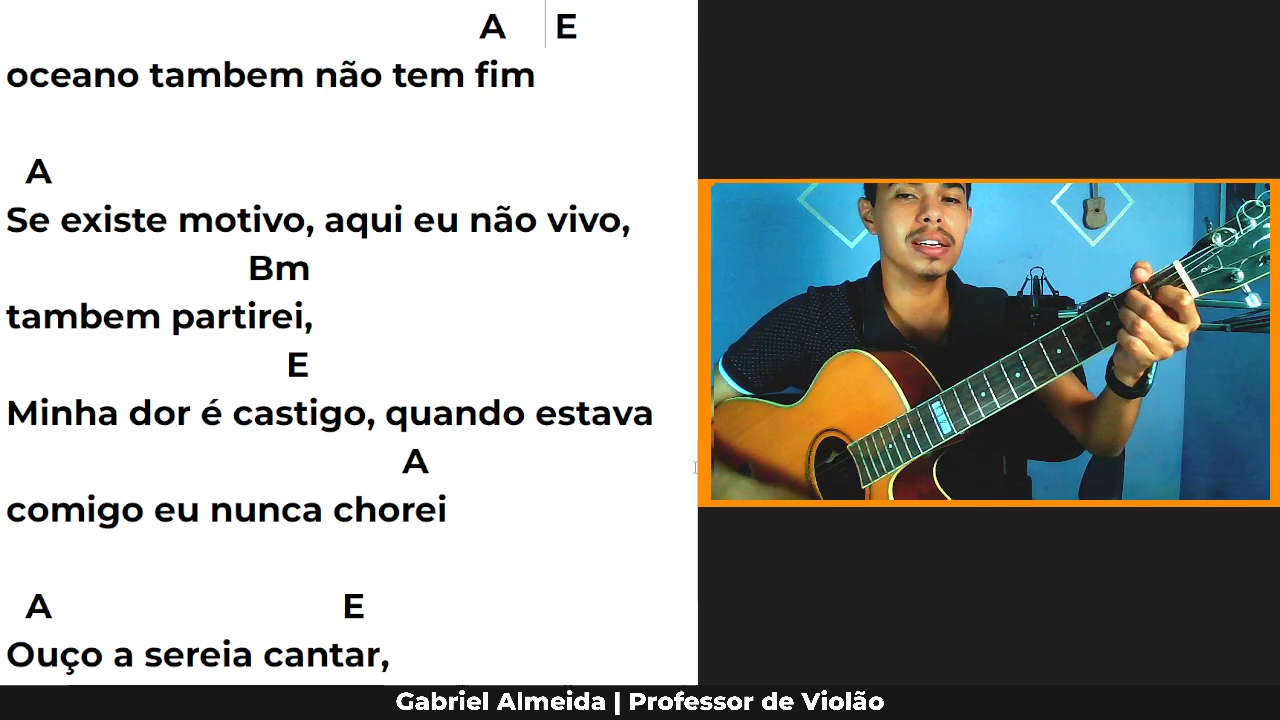 A E
oceano tambem não tem fim
A
Se existe motivo, aqui eu não vivo,
Bm
tambem partirei,
E
Minha dor é castigo, quando estava
A
comigo eu nunca chorei
A E
Ouço a sereia cantar,
Gabriel Almeida | Professor de Violão